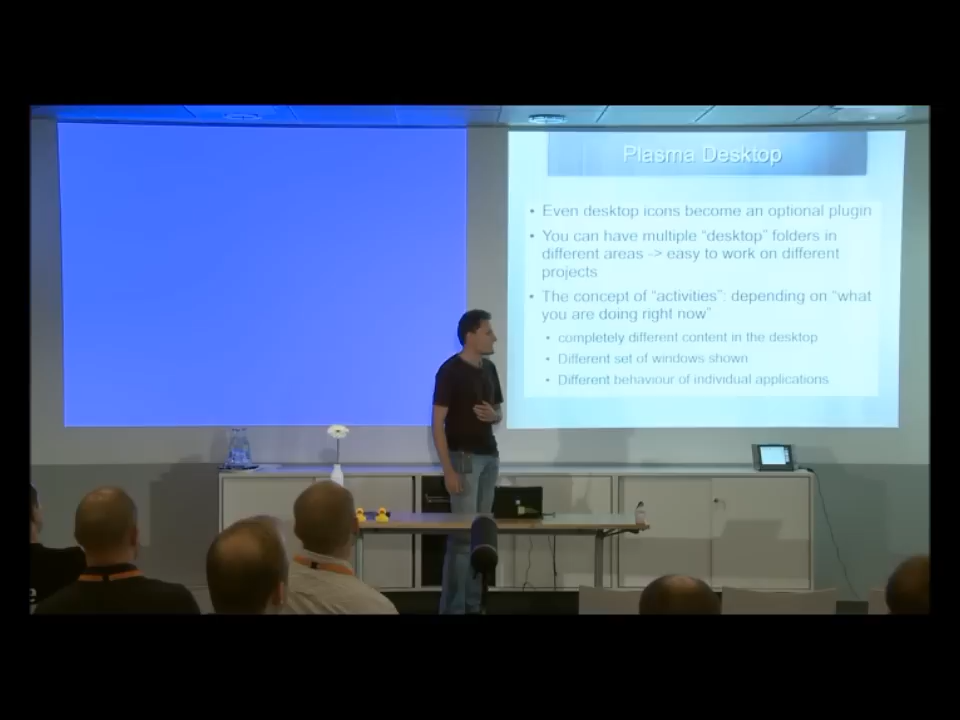 Plasma Desktop
• Even desktop icons become an optional plugin
• You can have multiple “desktop” folders in
different areas –> easy to work on different
projects
• The concept of “activities”: depending on “what
you are doing right now”
• completely different content in the desktop
• Different set of windows shown
• Different behaviour of individual applications